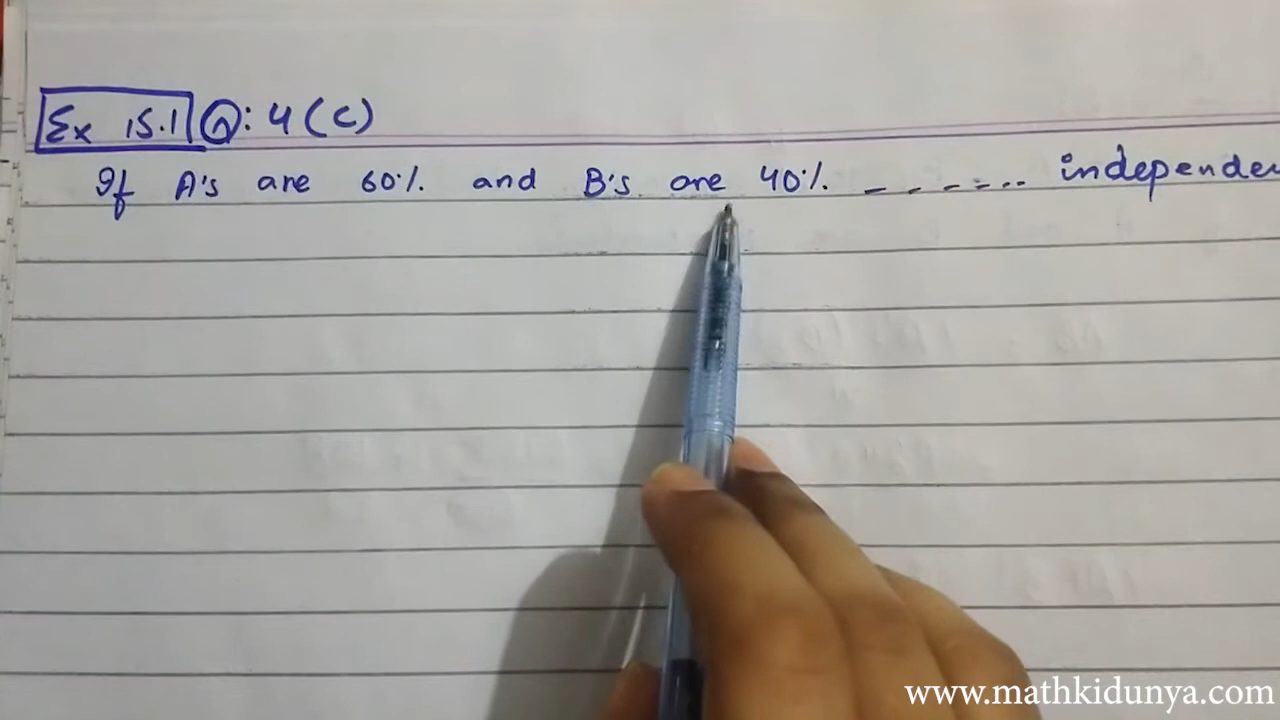 Ex 15.1 Q: 4 (c)
If A's are 60% and B's are 40% ------ independen
www.mathkidunya.com